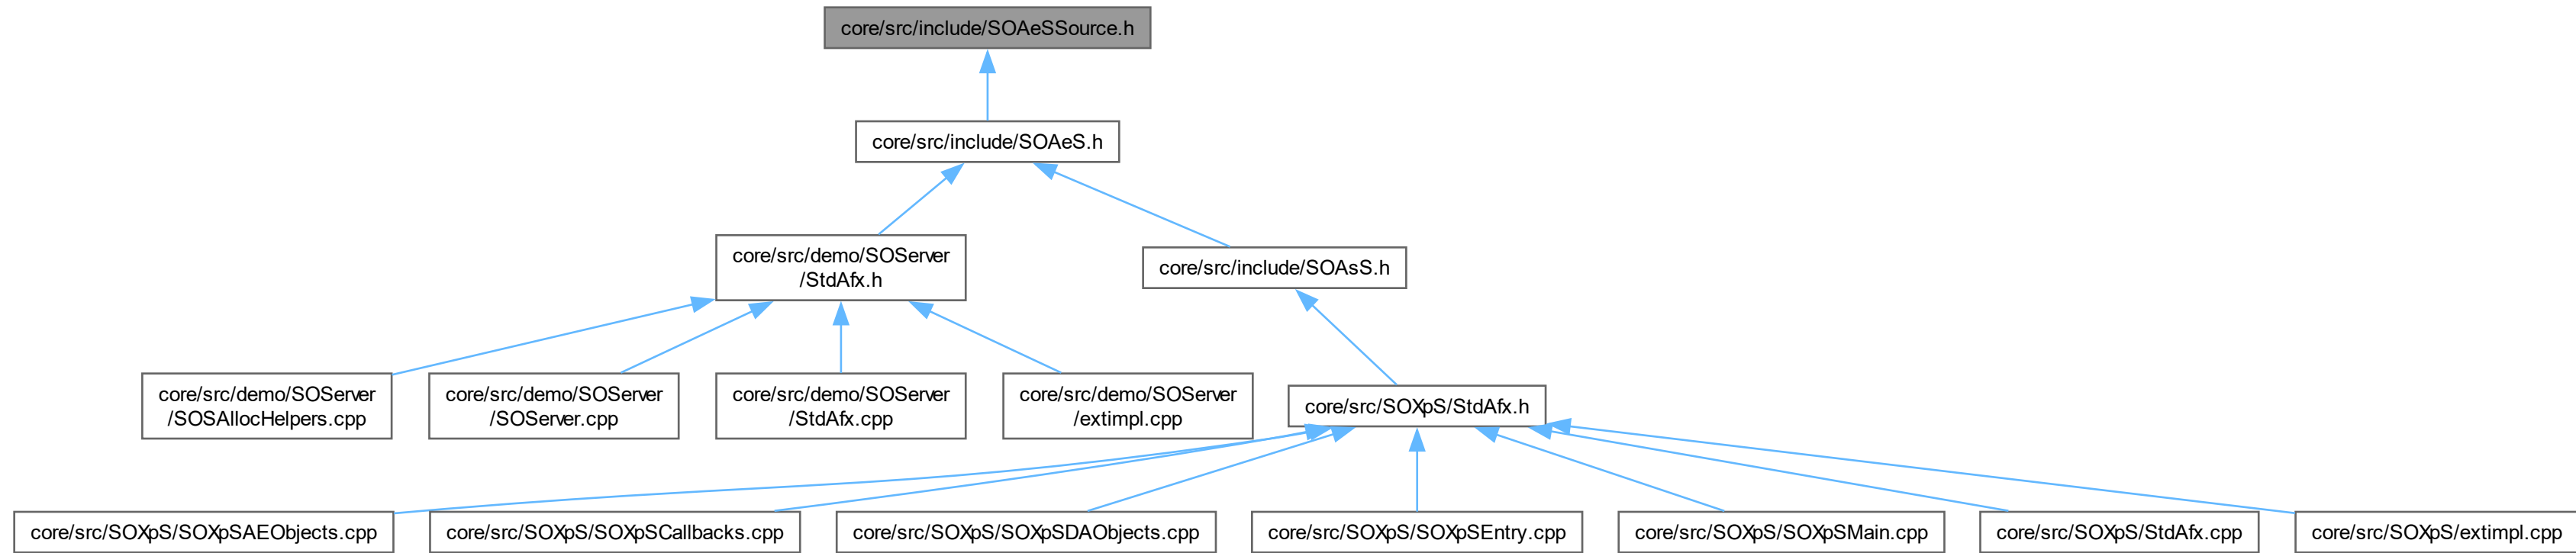 core/src/include/SOAeSSource.h
core/src/include/SOAeS.h
core/src/demo/SOServer
/StdAfx.h
core/src/include/SOAsS.h
core/src/demo/SOServer
/SOSAllocHelpers.cpp
core/src/demo/SOServer
/SOServer.cpp
core/src/demo/SOServer
/StdAfx.cpp
core/src/demo/SOServer
/extimpl.cpp
core/src/SOXpS/StdAfx.h
core/src/SOXpS/SOXpSAEObjects.cpp
core/src/SOXpS/SOXpSCallbacks.cpp
core/src/SOXpS/SOXpSDAObjects.cpp
core/src/SOXpS/SOXpSEntry.cpp
core/src/SOXpS/SOXpSMain.cpp
core/src/SOXpS/StdAfx.cpp
core/src/SOXpS/extimpl.cpp